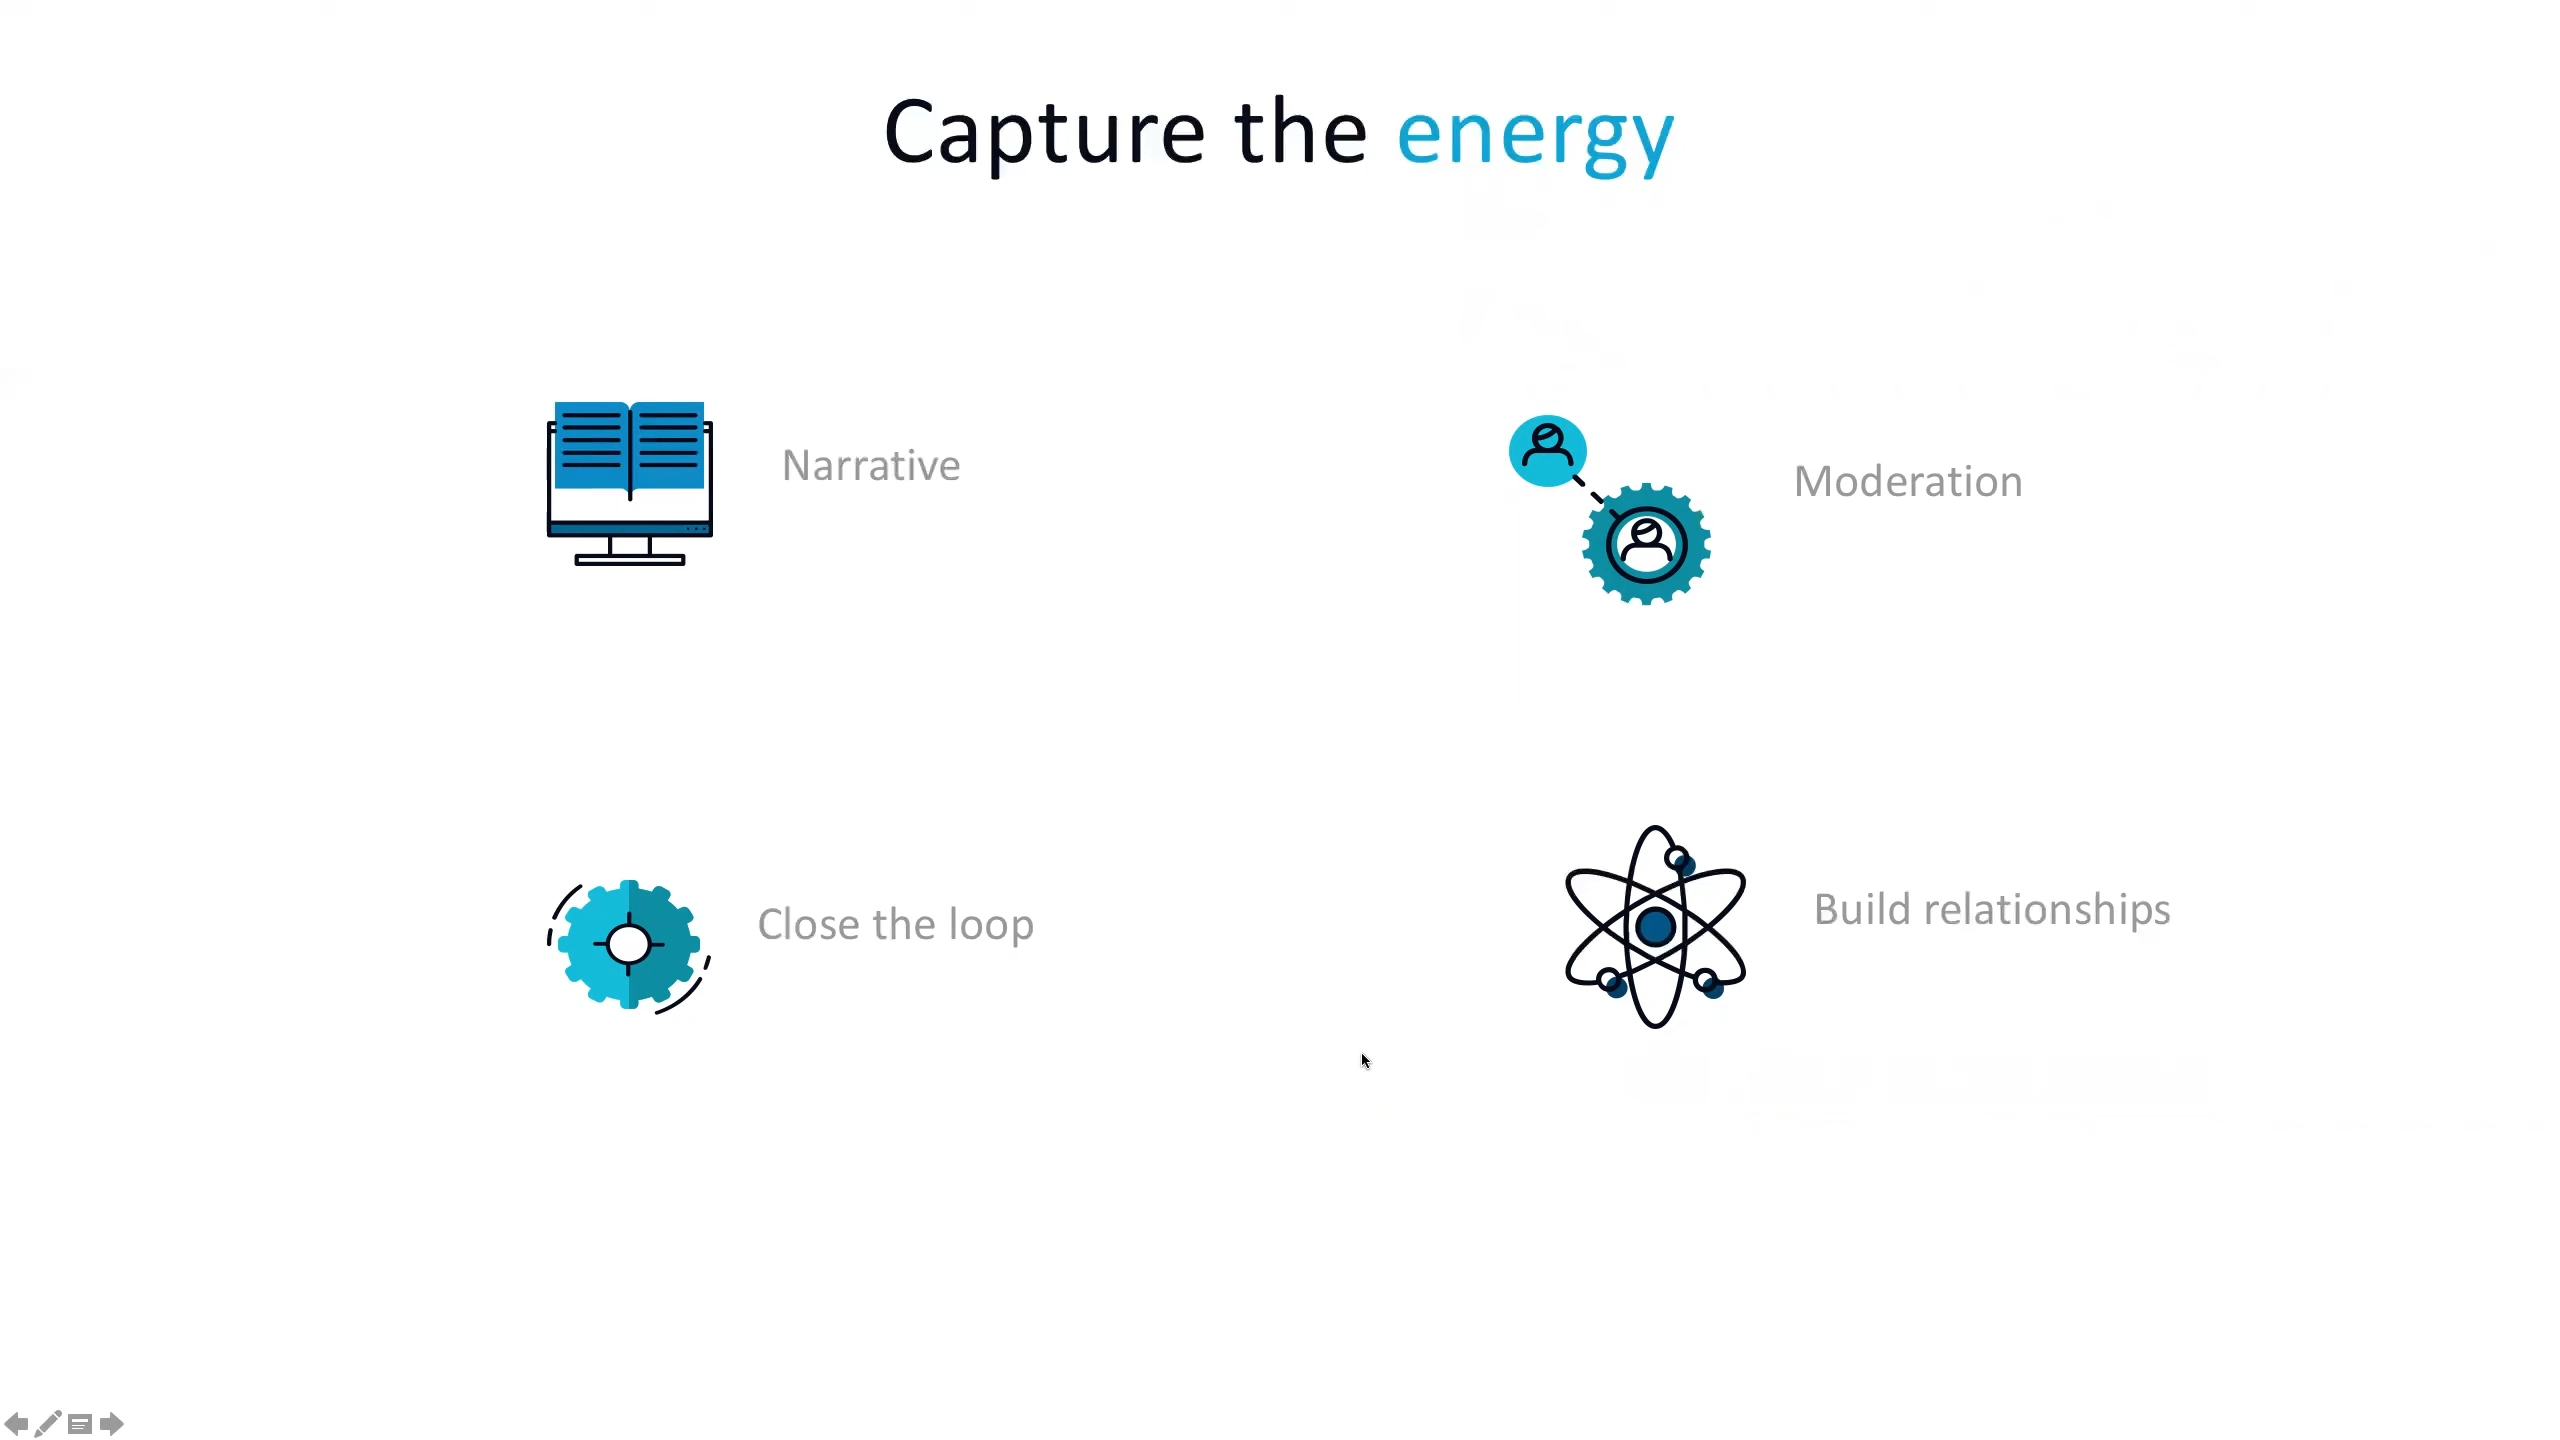 Capture the energy
Narrative
Moderation
Close the loop
Build relationships